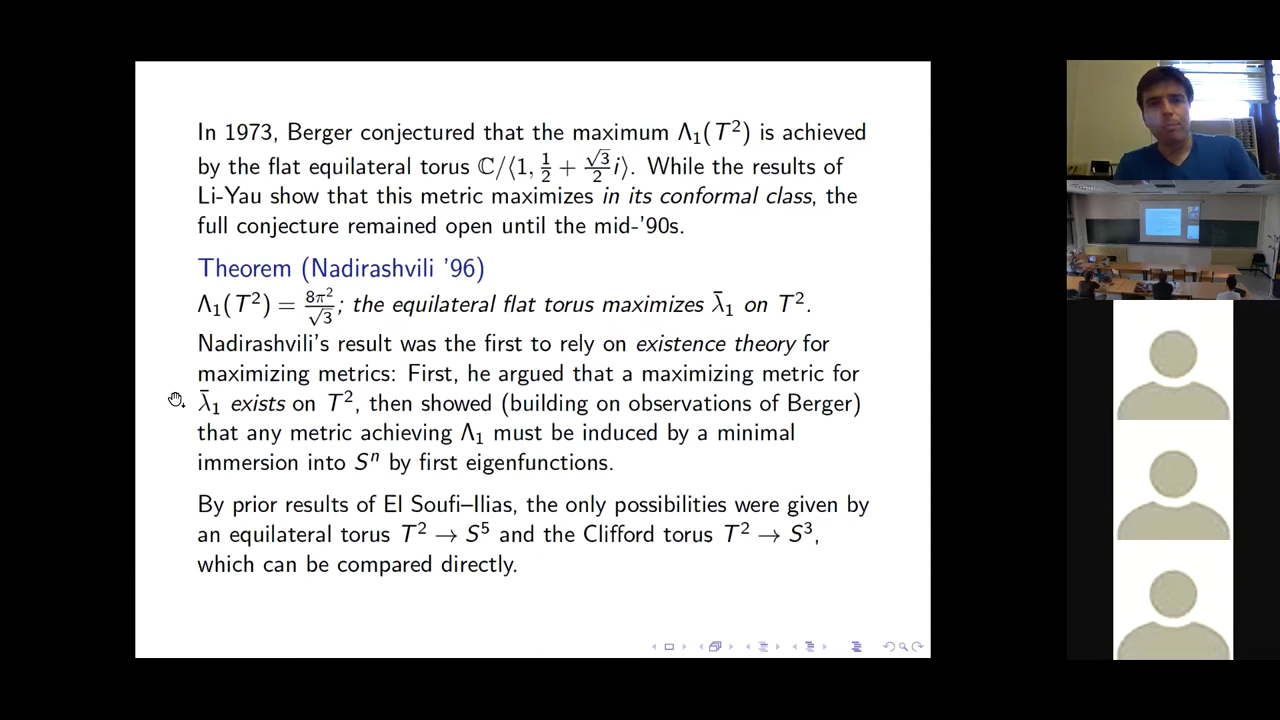 In 1973, Berger conjectured that the maximum Λ₁(T²) is achieved
by the flat equilateral torus ℂ/⟨1, 1/2 + √3/2 i⟩. While the results of
Li-Yau show that this metric maximizes in its conformal class, the
full conjecture remained open until the mid-'90s.
Theorem (Nadirashvili '96)
Λ₁(T²) = 8π²/√3; the equilateral flat torus maximizes λ̄₁ on T².
Nadirashvili's result was the first to rely on existence theory for
maximizing metrics: First, he argued that a maximizing metric for
λ̄₁ exists on T², then showed (building on observations of Berger)
that any metric achieving Λ₁ must be induced by a minimal
immersion into Sⁿ by first eigenfunctions.
By prior results of El Soufi–Ilias, the only possibilities were given by
an equilateral torus T² → S⁵ and the Clifford torus T² → S³,
which can be compared directly.